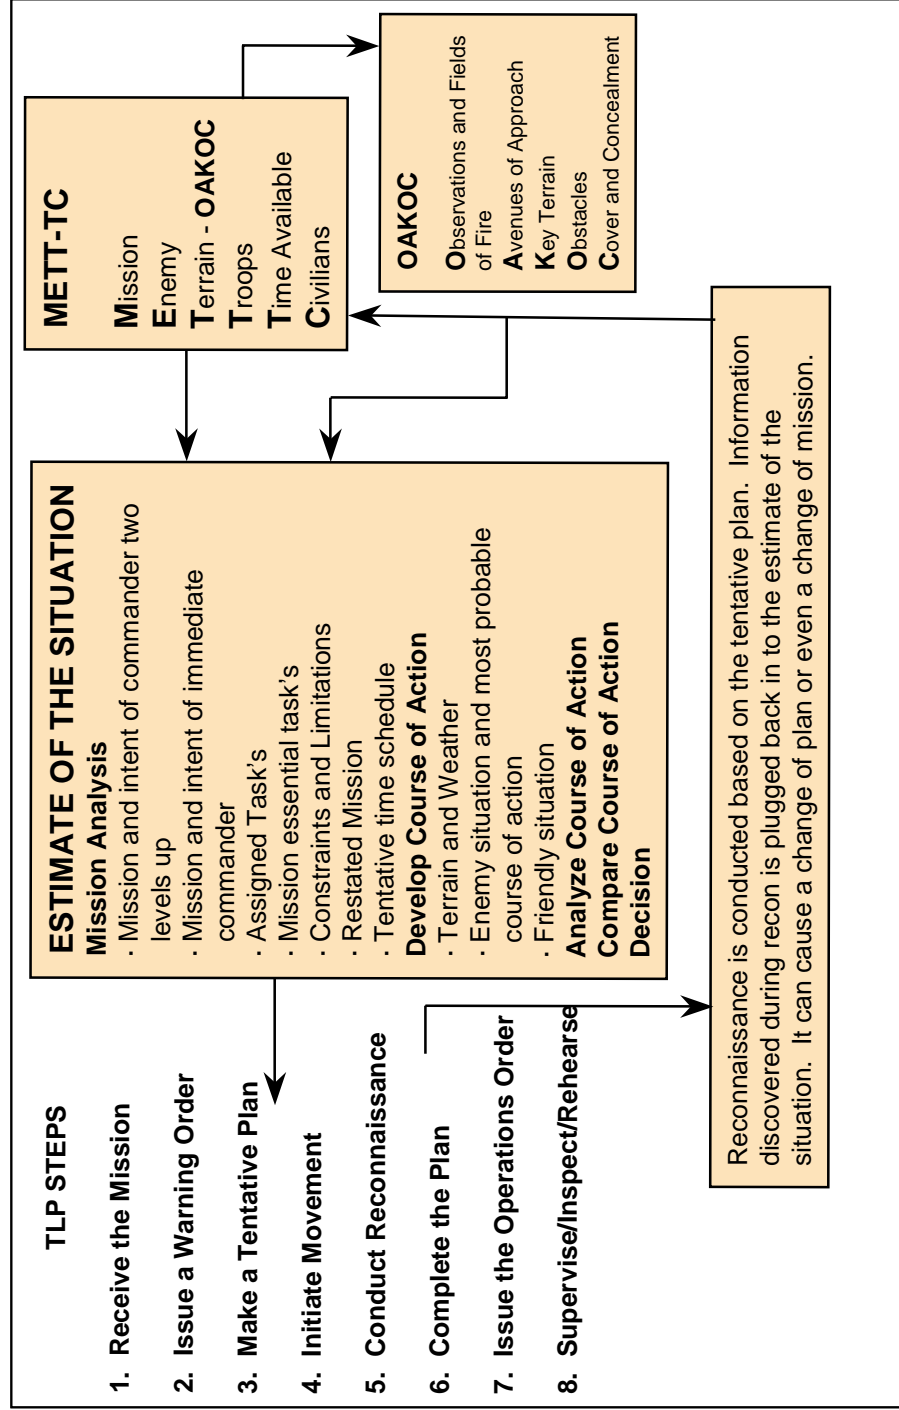 TLP STEPS
1. Receive the Mission
2. Issue a Warning Order
3. Make a Tentative Plan
4. Initiate Movement
5. Conduct Reconnaissance
6. Complete the Plan
7. Issue the Operations Order
8. Supervise/Inspect/Rehearse
ESTIMATE OF THE SITUATION
Mission Analysis
· Mission and intent of commander two
levels up
· Mission and intent of immediate
commander
· Assigned Task's
· Mission essential task's
· Constraints and Limitations
· Restated Mission
· Tentative time schedule
Develop Course of Action
· Terrain and Weather
· Enemy situation and most probable
course of action
· Friendly situation
Analyze Course of Action
Compare Course of Action
Decision
METT-TC
Mission
Enemy
Terrain - OAKOC
Troops
Time Available
Civilians
OAKOC
Observations and Fields
of Fire
Avenues of Approach
Key Terrain
Obstacles
Cover and Concealment
Reconnaissance is conducted based on the tentative plan. Information
discovered during recon is plugged back in to the estimate of the
situation. It can cause a change of plan or even a change of mission.